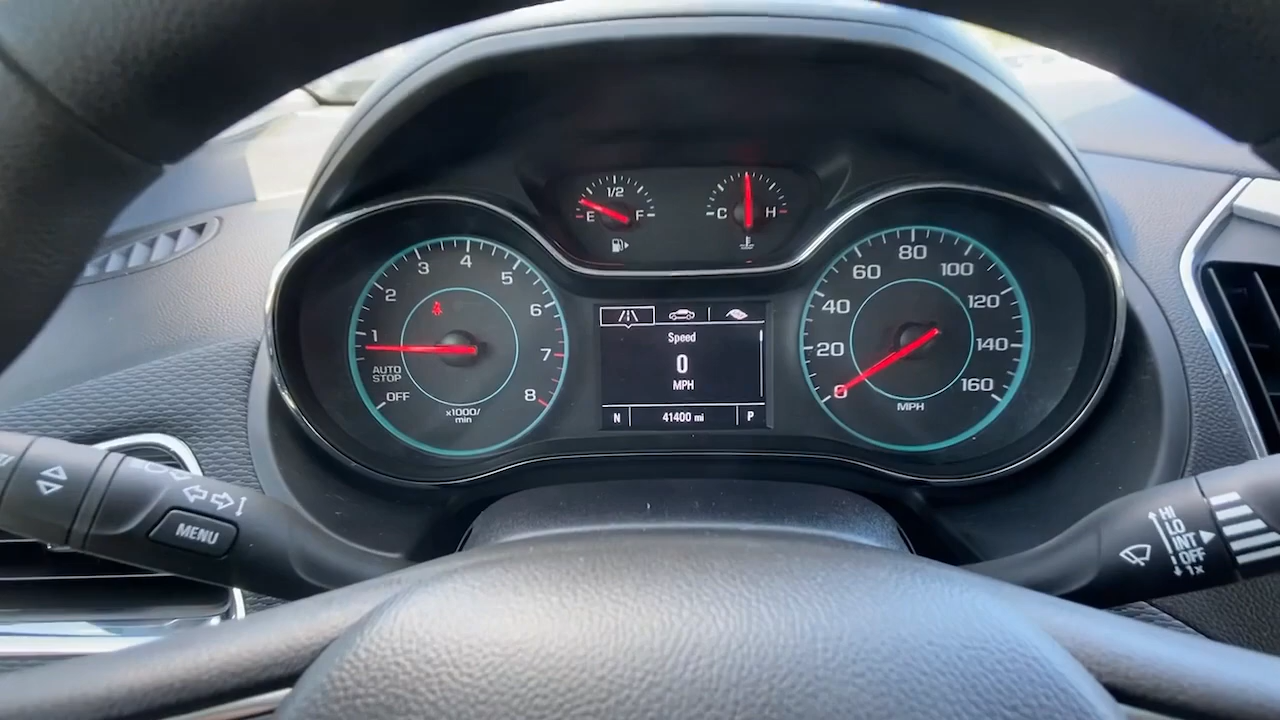 1/2
E F
C H
1 2 3 4 5 6 7 8
AUTO
STOP
OFF
x1000/
min
Speed
0
MPH
N 41400 mi P
0 20 40 60 80 100 120 140 160
MPH
MENU
HI
LO
INT
OFF
1x